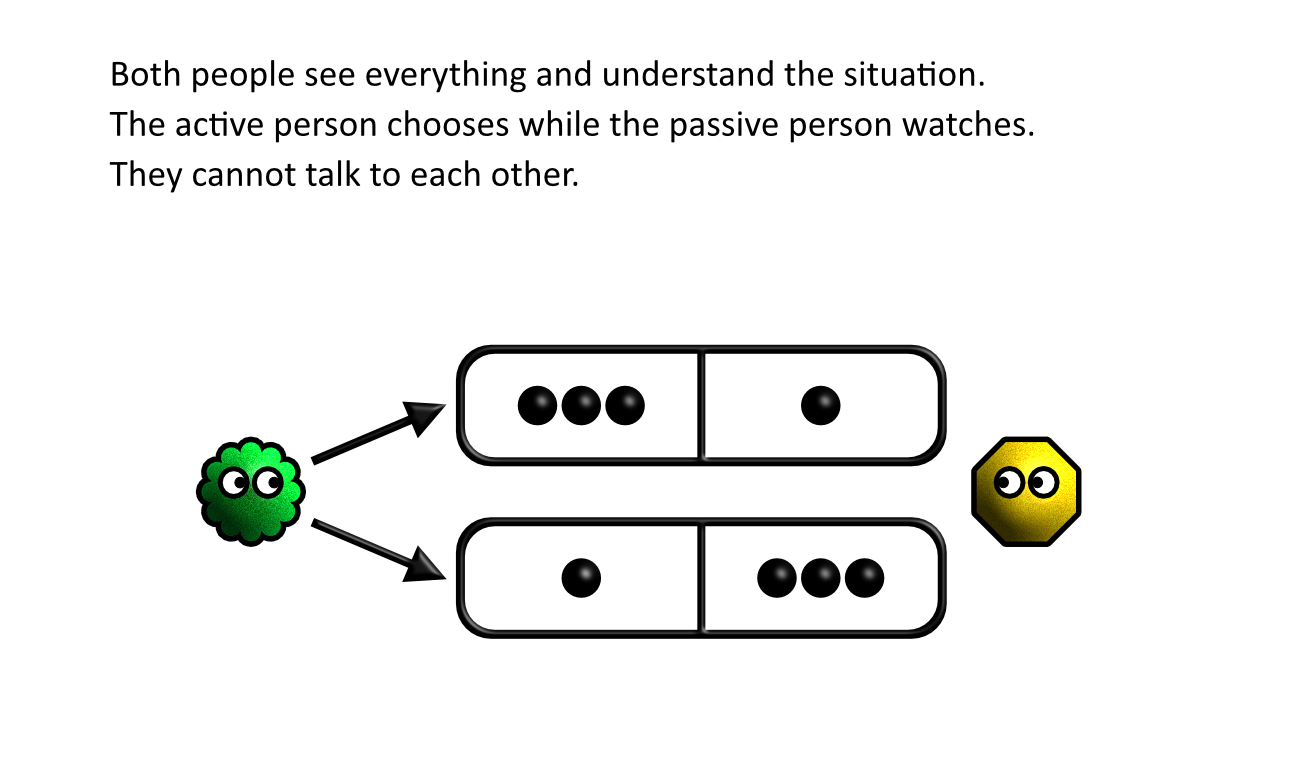 Both people see everything and understand the situation.
The active person chooses while the passive person watches.
They cannot talk to each other.